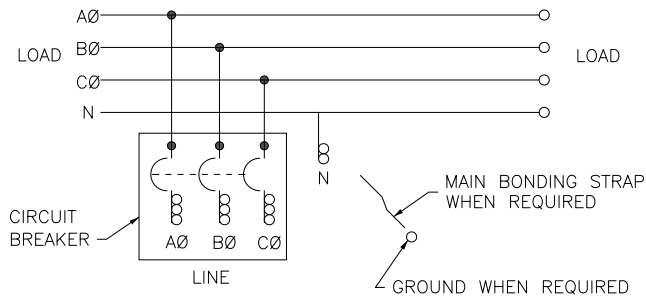 AØ
BØ
LOAD
LOAD
CØ
N
N
MAIN BONDING STRAP
WHEN REQUIRED
CIRCUIT
BREAKER
AØ BØ CØ
LINE
GROUND WHEN REQUIRED